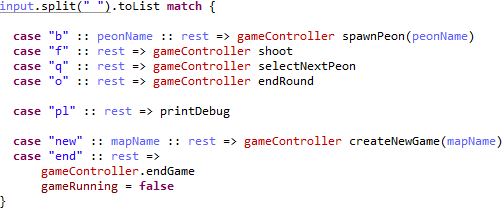 input.split(" ").toList match {
case "b" :: peonName :: rest => gameController spawnPeon(peonName)
case "f" :: rest => gameController shoot
case "q" :: rest => gameController selectNextPeon
case "o" :: rest => gameController endRound
case "pl" :: rest => printDebug
case "new" :: mapName :: rest => gameController createNewGame(mapName)
case "end" :: rest =>
gameController.endGame
gameRunning = false
}